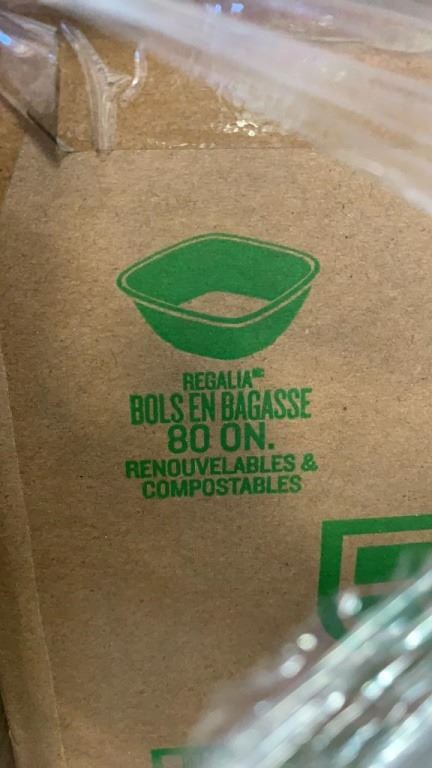 REGALIA MC
BOLS EN BAGASSE
80 ON.
RENOUVELABLES &
COMPOSTABLES